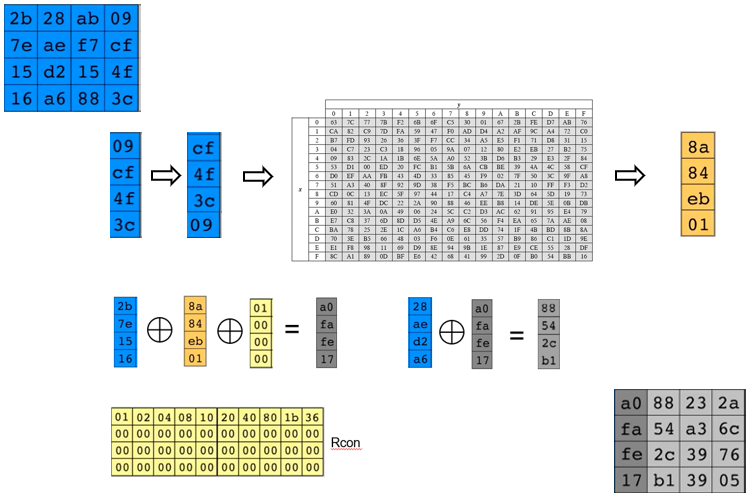 2b 28 ab 09
7e ae f7 cf
15 d2 15 4f
16 a6 88 3c
09
cf
4f
3c
cf
4f
3c
09
y
0 1 2 3 4 5 6 7 8 9 A B C D E F
x
0 63 7C 77 7B F2 6B 6F C5 30 01 67 2B FE D7 AB 76
1 CA 82 C9 7D FA 59 47 F0 AD D4 A2 AF 9C A4 72 C0
2 B7 FD 93 26 36 3F F7 CC 34 A5 E5 F1 71 D8 31 15
3 04 C7 23 C3 18 96 05 9A 07 12 80 E2 EB 27 B2 75
4 09 83 2C 1A 1B 6E 5A A0 52 3B D6 B3 29 E3 2F 84
5 53 D1 00 ED 20 FC B1 5B 6A CB BE 39 4A 4C 58 CF
6 D0 EF AA FB 43 4D 33 85 45 F9 02 7F 50 3C 9F A8
7 51 A3 40 8F 92 9D 38 F5 BC B6 DA 21 10 FF F3 D2
8 CD 0C 13 EC 5F 97 44 17 C4 A7 7E 3D 64 5D 19 73
9 60 81 4F DC 22 2A 90 88 46 EE B8 14 DE 5E 0B DB
A E0 32 3A 0A 49 06 24 5C C2 D3 AC 62 91 95 E4 79
B E7 C8 37 6D 8D D5 4E A9 6C 56 F4 EA 65 7A AE 08
C BA 78 25 2E 1C A6 B4 C6 E8 DD 74 1F 4B BD 8B 8A
D 70 3E B5 66 48 03 F6 0E 61 35 57 B9 86 C1 1D 9E
E E1 F8 98 11 69 D9 8E 94 9B 1E 87 E9 CE 55 28 DF
F 8C A1 89 0D BF E6 42 68 41 99 2D 0F B0 54 BB 16
8a
84
eb
01
2b
7e
15
16
⊕
8a
84
eb
01
⊕
01
00
00
00
=
a0
fa
fe
17
28
ae
d2
a6
⊕
a0
fa
fe
17
=
88
54
2c
b1
01 02 04 08 10 20 40 80 1b 36
00 00 00 00 00 00 00 00 00 00
00 00 00 00 00 00 00 00 00 00
00 00 00 00 00 00 00 00 00 00
Rcon
a0 88 23 2a
fa 54 a3 6c
fe 2c 39 76
17 b1 39 05